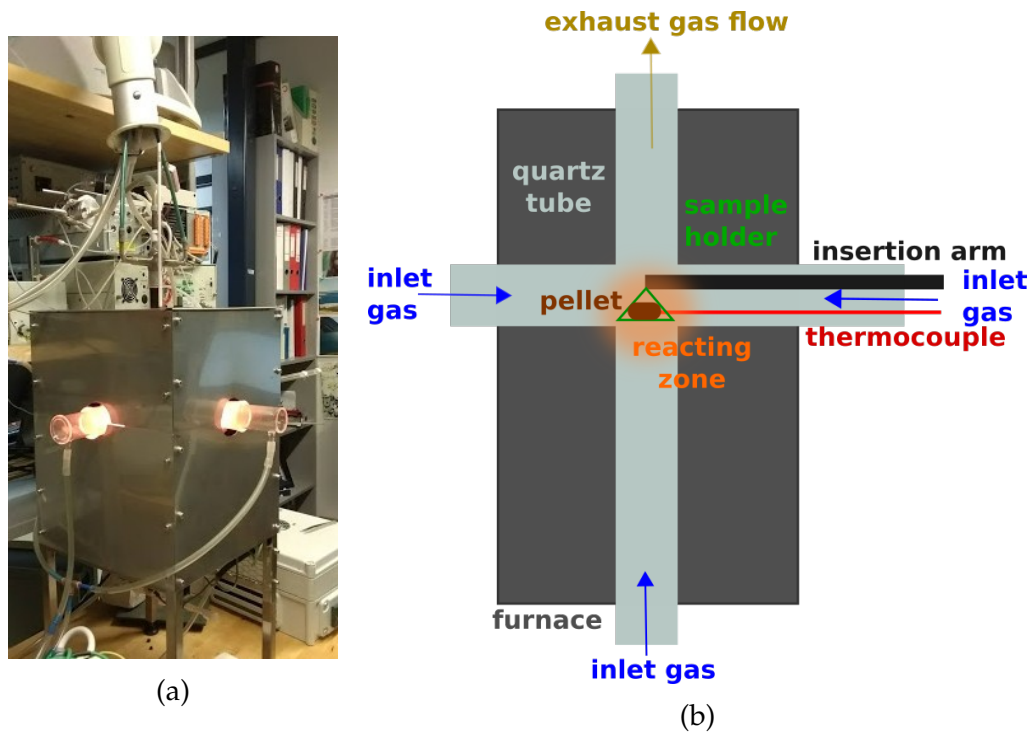 exhaust gas flow
quartz
tube
sample
holder
insertion arm
inlet
gas
pellet
inlet
gas
thermocouple
reacting
zone
furnace
inlet gas
(a)
(b)